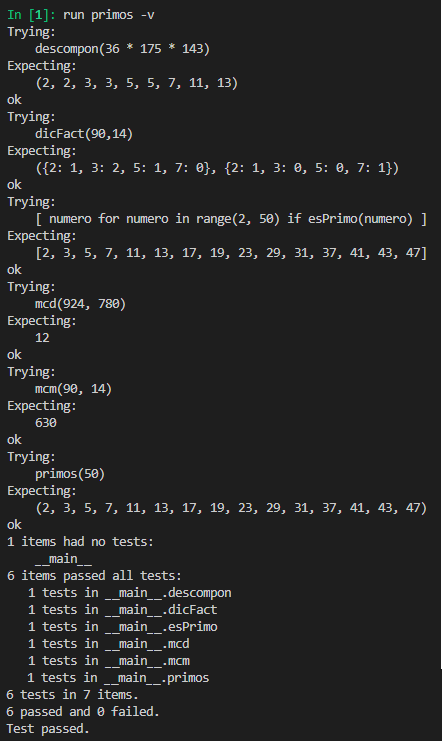 In [1]: run primos -v
Trying:
    descompon(36 * 175 * 143)
Expecting:
    (2, 2, 3, 3, 5, 5, 7, 11, 13)
ok
Trying:
    dicFact(90,14)
Expecting:
    ({2: 1, 3: 2, 5: 1, 7: 0}, {2: 1, 3: 0, 5: 0, 7: 1})
ok
Trying:
    [ numero for numero in range(2, 50) if esPrimo(numero) ]
Expecting:
    [2, 3, 5, 7, 11, 13, 17, 19, 23, 29, 31, 37, 41, 43, 47]
ok
Trying:
    mcd(924, 780)
Expecting:
    12
ok
Trying:
    mcm(90, 14)
Expecting:
    630
ok
Trying:
    primos(50)
Expecting:
    (2, 3, 5, 7, 11, 13, 17, 19, 23, 29, 31, 37, 41, 43, 47)
ok
1 items had no tests:
    __main__
6 items passed all tests:
   1 tests in __main__.descompon
   1 tests in __main__.dicFact
   1 tests in __main__.esPrimo
   1 tests in __main__.mcd
   1 tests in __main__.mcm
   1 tests in __main__.primos
6 tests in 7 items.
6 passed and 0 failed.
Test passed.